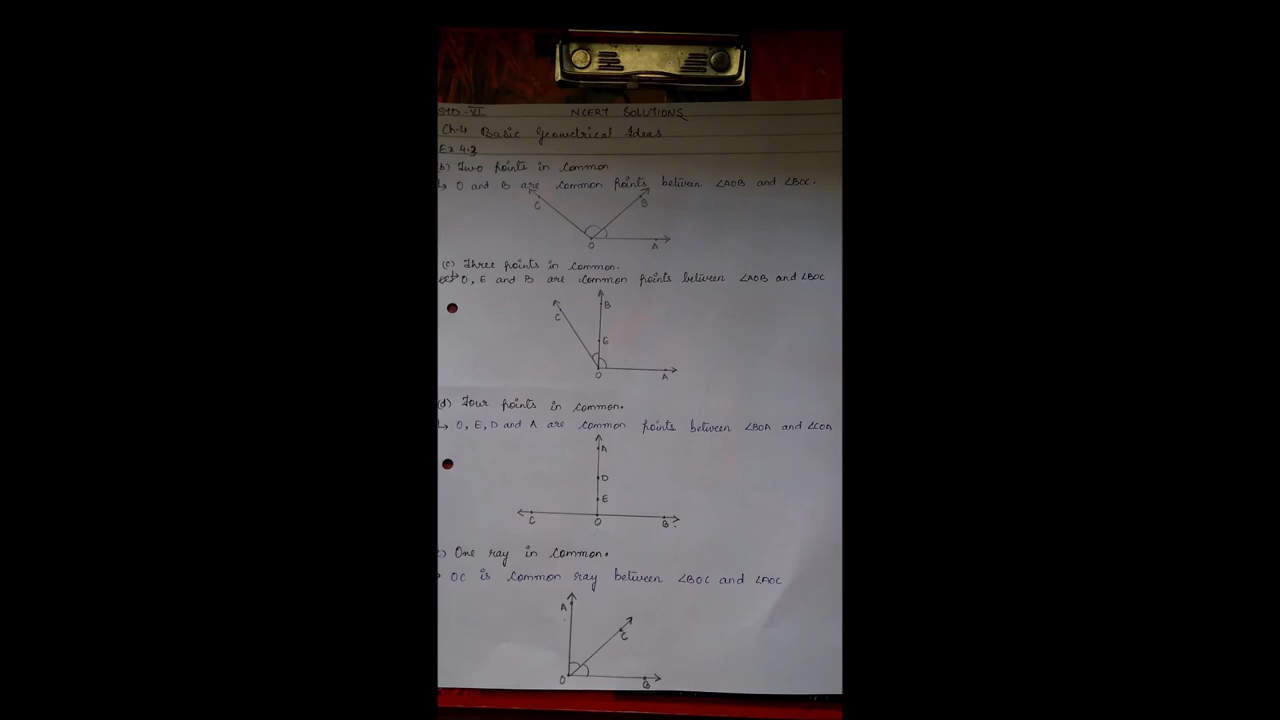 STD-VI NCERT SOLUTIONS
Ch-4 Basic Geometrical Ideas
Ex 4.3
(b) Two points in common
↳ O and B are common points between ∠AOB and ∠BOC.
C B
O A
(c) Three points in common.
O, E and B are common points between ∠AOB and ∠BOC
B
C
E
O A
(d) Four points in common.
↳ O, E, D and A are common points between ∠BOA and ∠COA
A
D
E
C O B
) One ray in common.
OC is common ray between ∠BOC and ∠AOC
A
C
O B